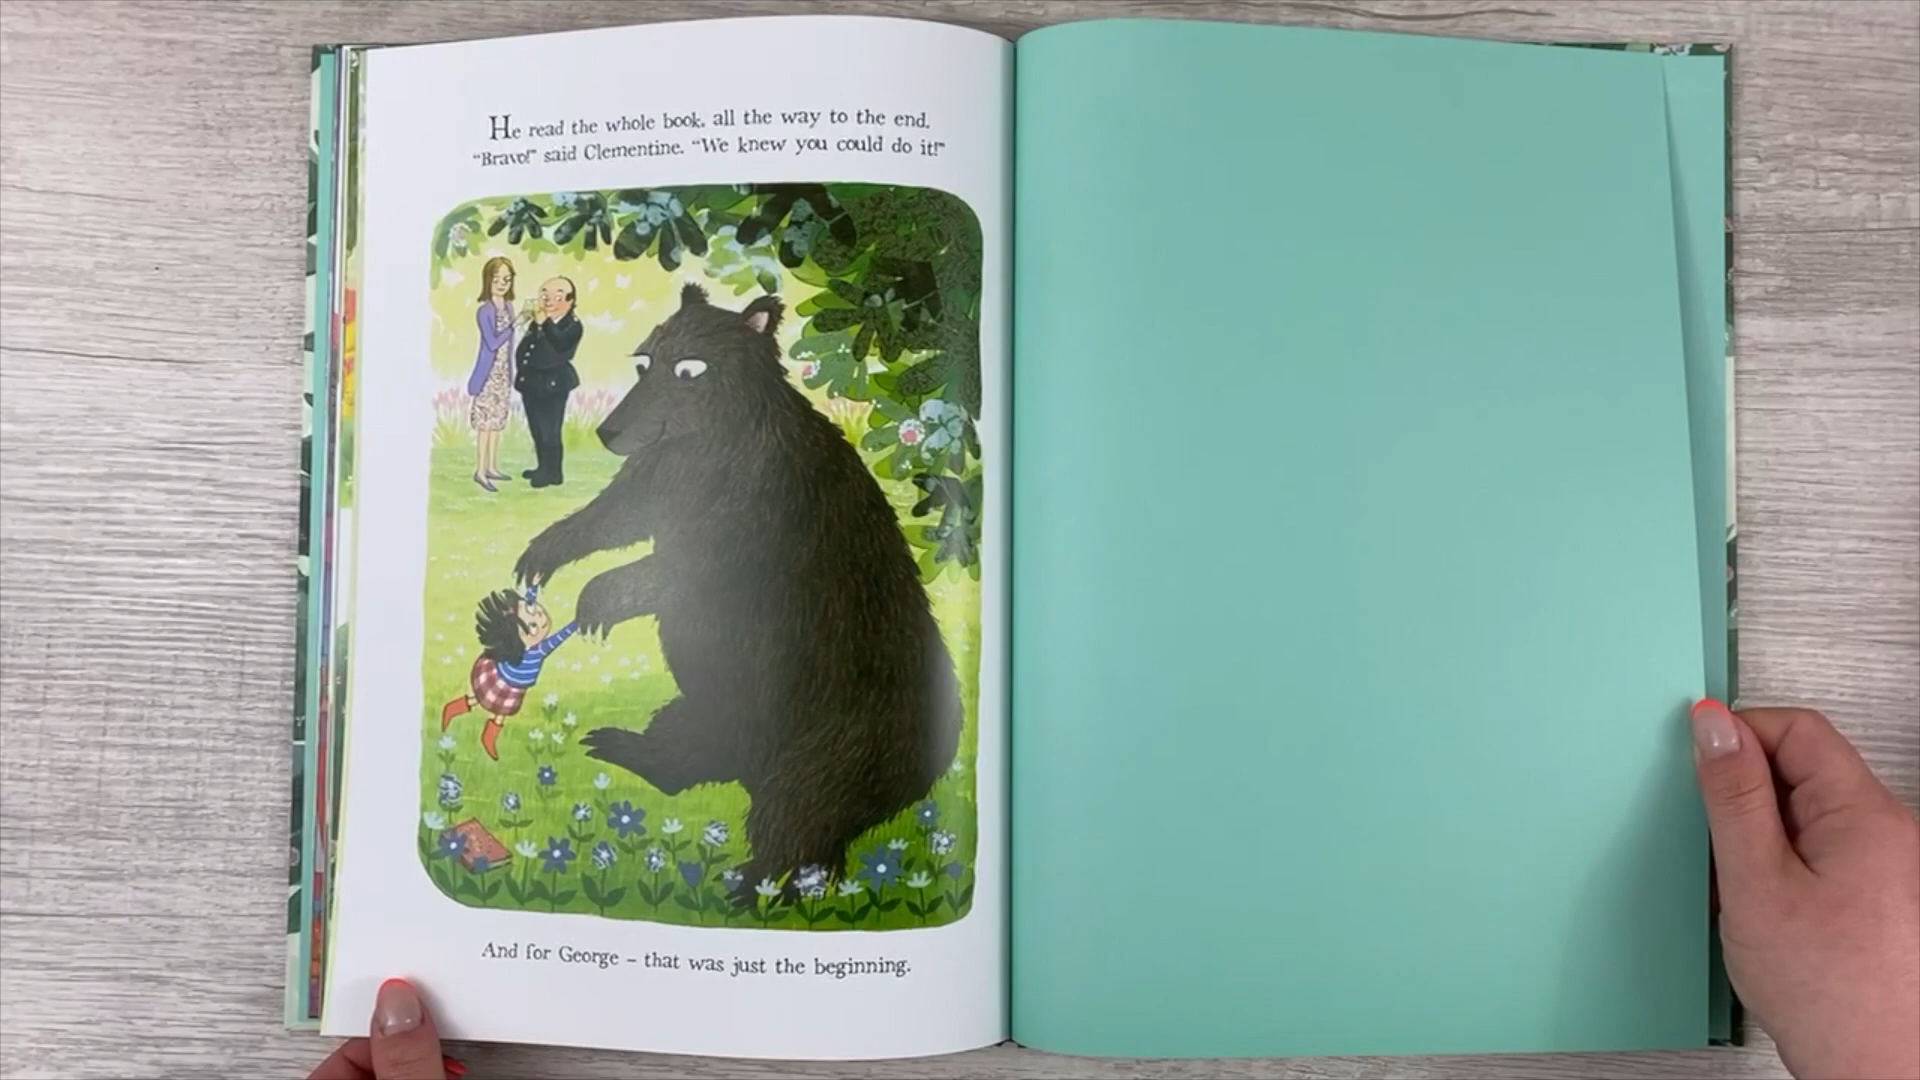 He read the whole book, all the way to the end.
“Bravo!” said Clementine. “We knew you could do it!”
And for George – that was just the beginning.